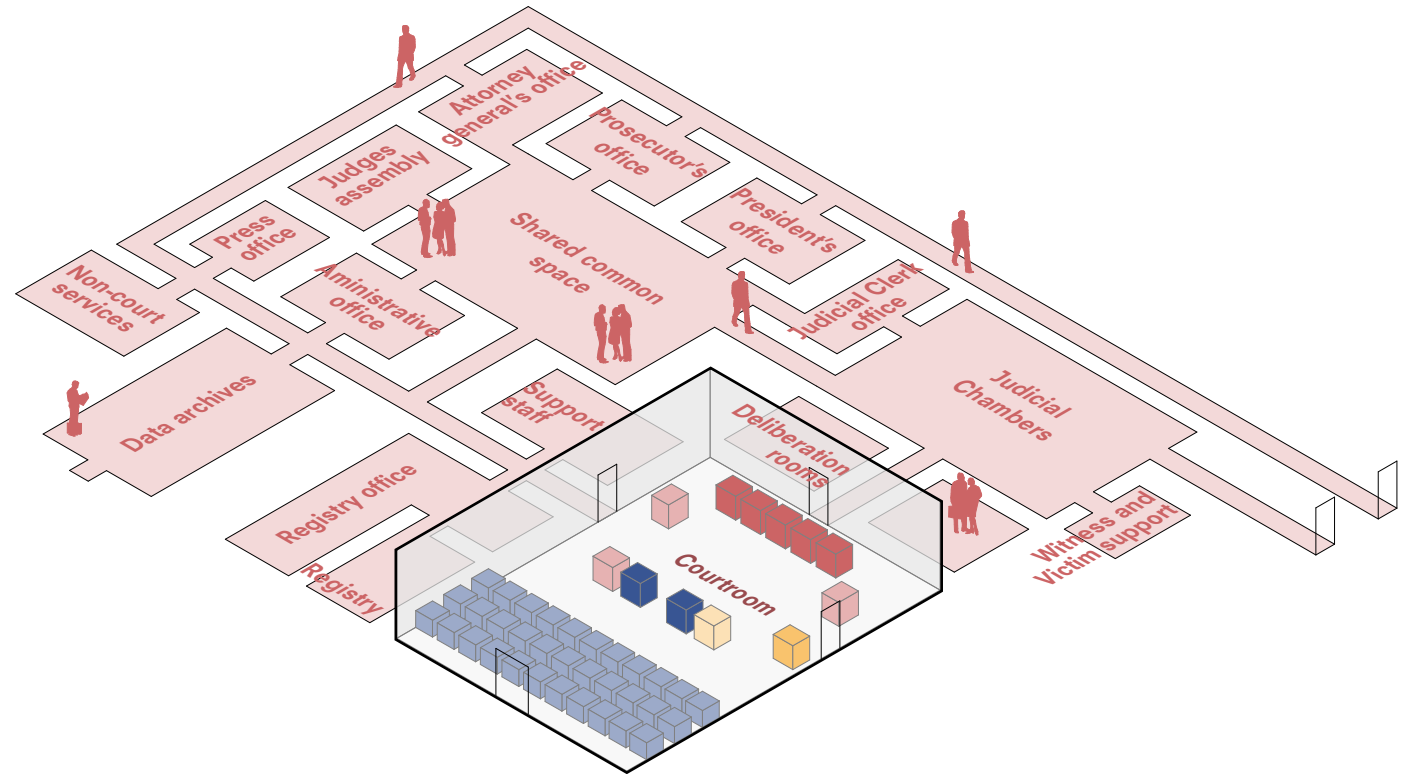 Attorney
general's office
Prosecutor's
office
Judges
assembly
President's
office
Press
office
Shared common
space
Non-court
services
Aministrative
office
Judicial Clerk
office
Data archives
Support
staff
Judicial
Chambers
Deliberation
rooms
Registry office
Witness and
Victim support
Registry
Courtroom